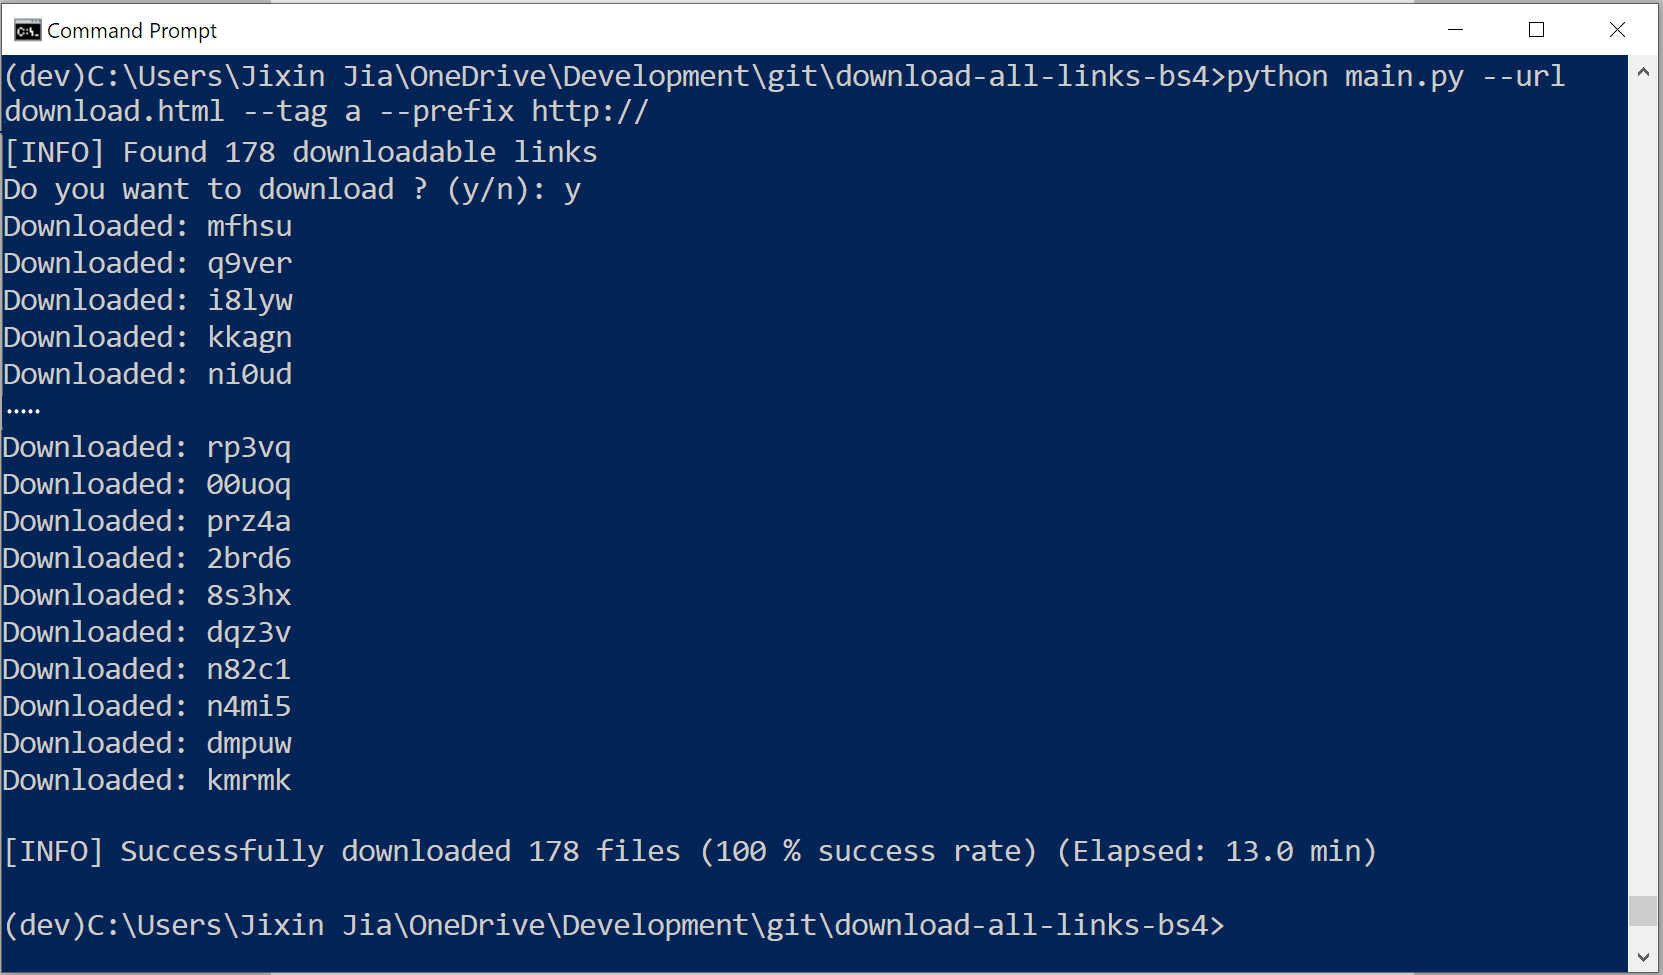 Command Prompt
(dev)C:\Users\Jixin Jia\OneDrive\Development\git\download-all-links-bs4>python main.py --url
download.html --tag a --prefix http://
[INFO] Found 178 downloadable links
Do you want to download ? (y/n): y
Downloaded: mfhsu
Downloaded: q9ver
Downloaded: i8lyw
Downloaded: kkagn
Downloaded: ni0ud
.....
Downloaded: rp3vq
Downloaded: 00uoq
Downloaded: prz4a
Downloaded: 2brd6
Downloaded: 8s3hx
Downloaded: dqz3v
Downloaded: n82c1
Downloaded: n4mi5
Downloaded: dmpuw
Downloaded: kmrmk
[INFO] Successfully downloaded 178 files (100 % success rate) (Elapsed: 13.0 min)
(dev)C:\Users\Jixin Jia\OneDrive\Development\git\download-all-links-bs4>